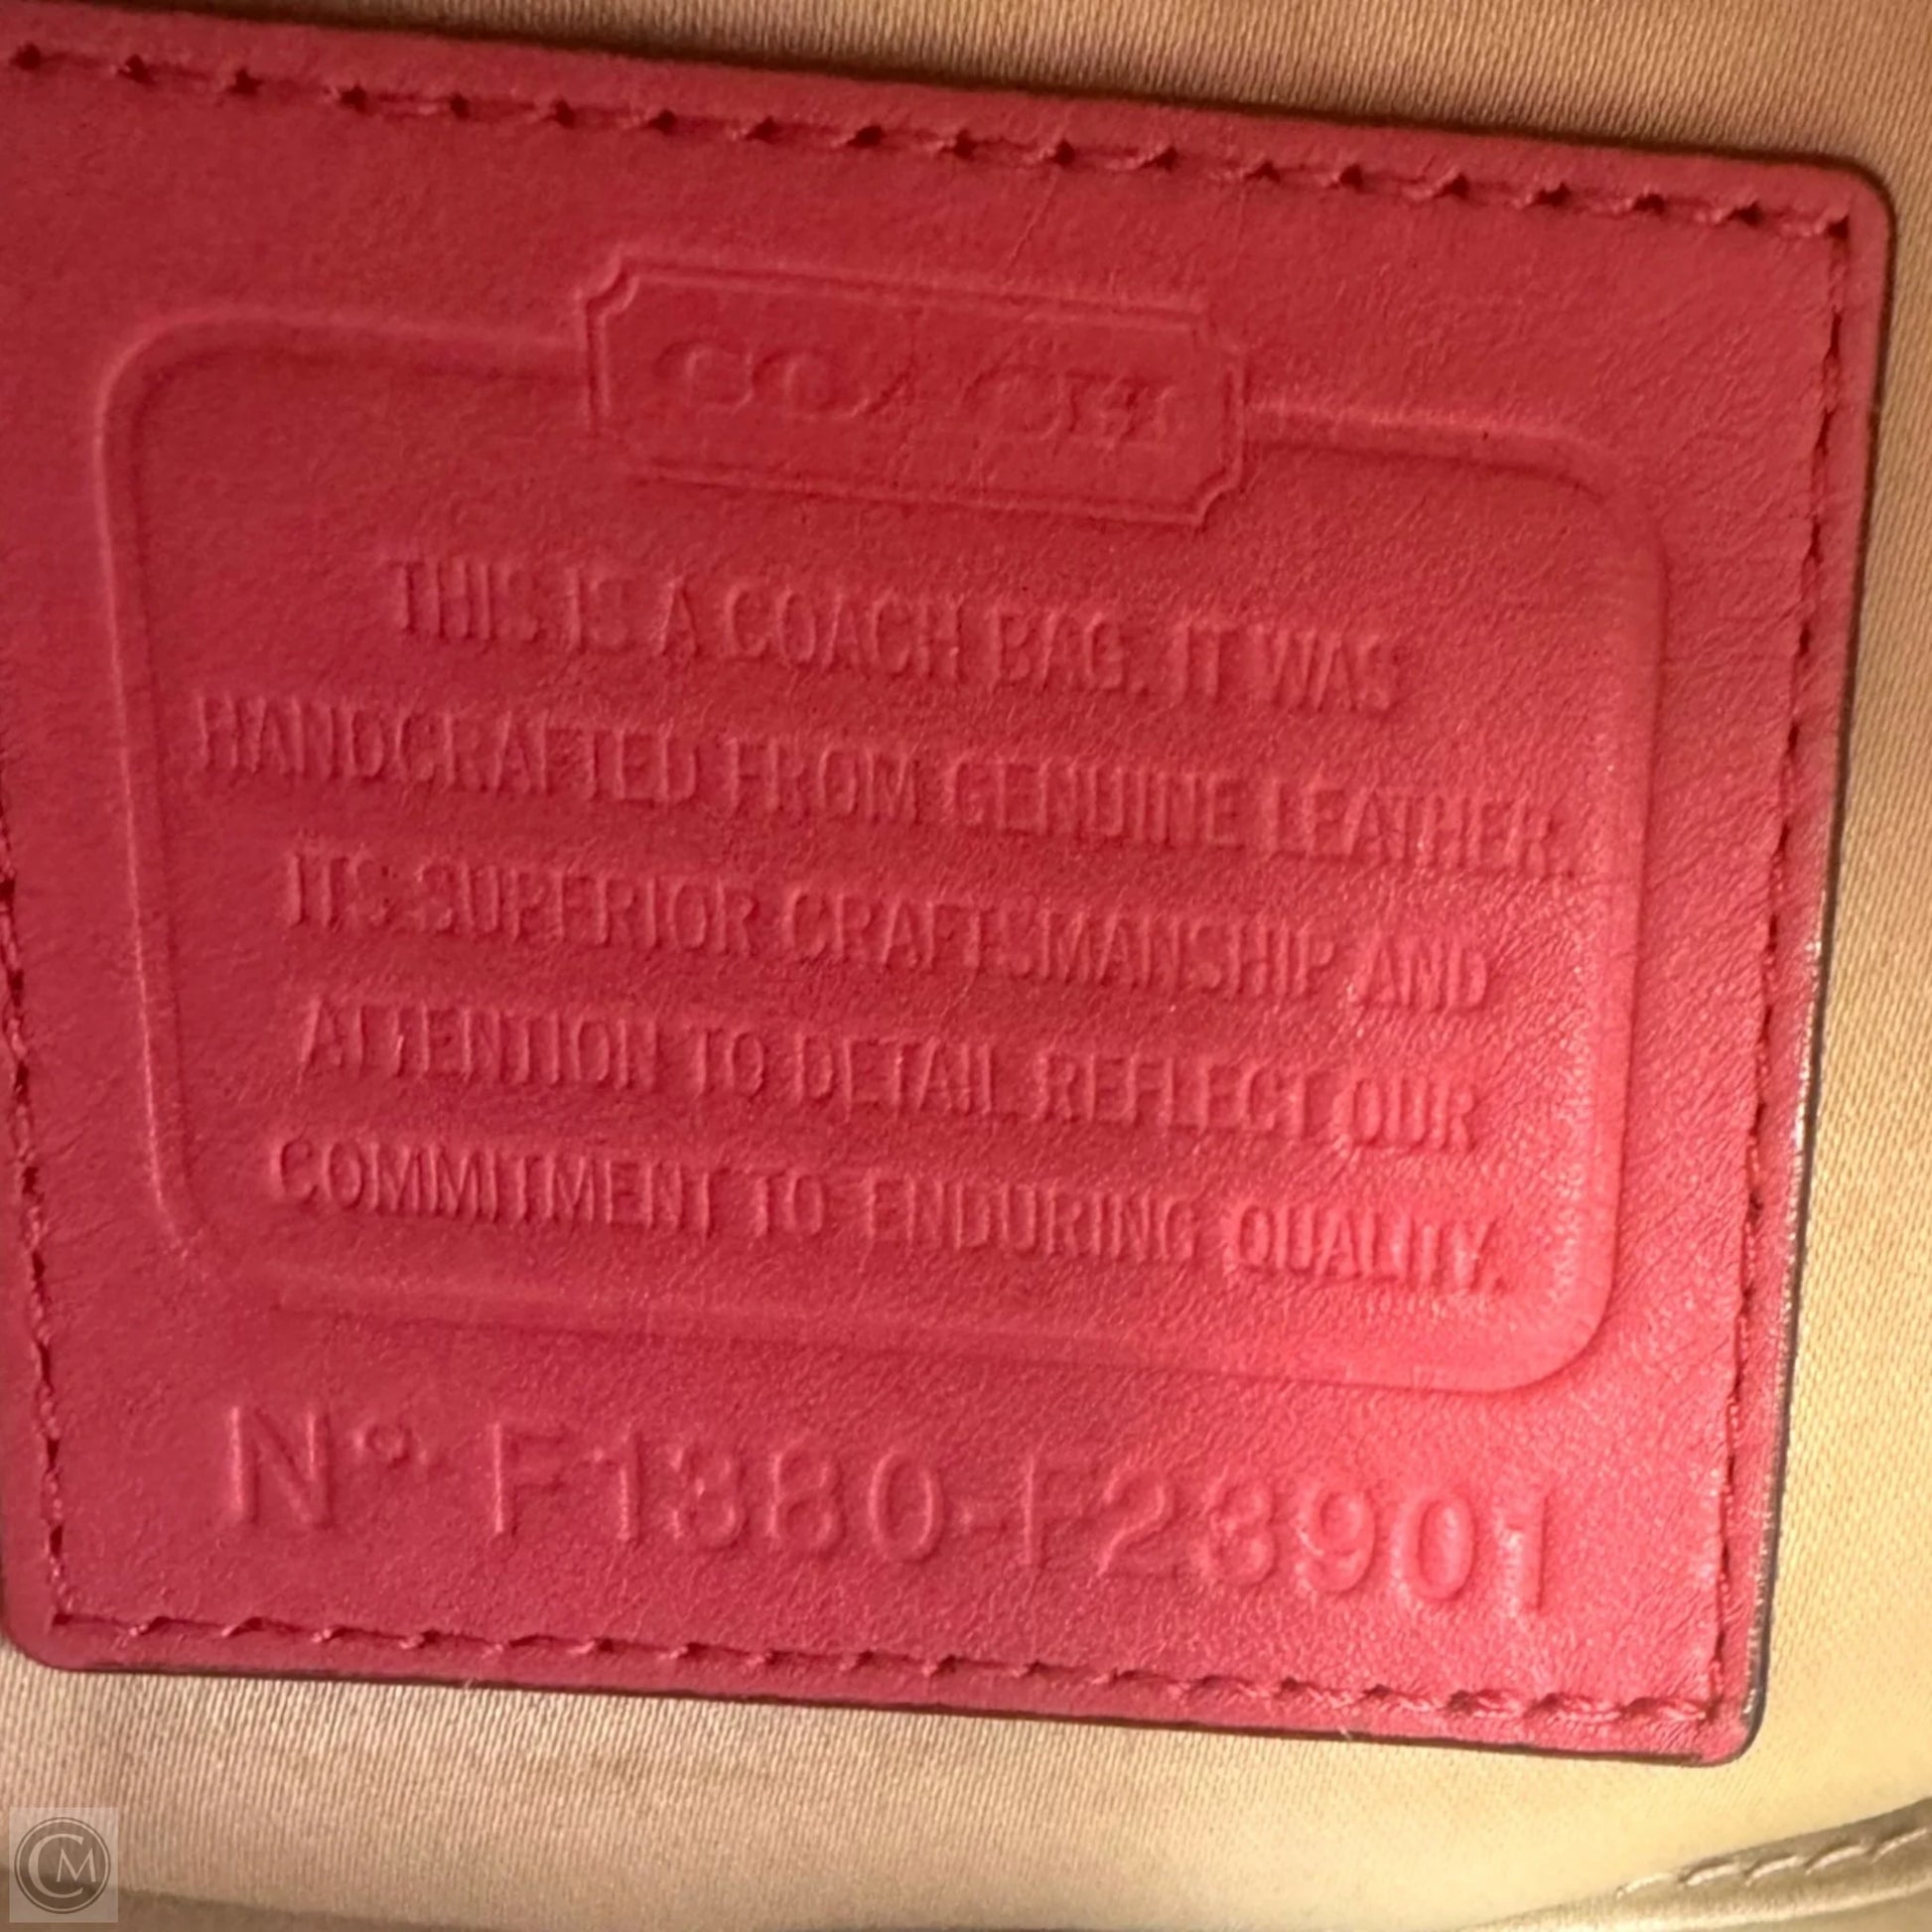 COACH
THIS IS A COACH BAG. IT WAS
HANDCRAFTED FROM GENUINE LEATHER.
ITS SUPERIOR CRAFTSMANSHIP AND
ATTENTION TO DETAIL REFLECT OUR
COMMITMENT TO ENDURING QUALITY.
Nº F1380-F23901
CM